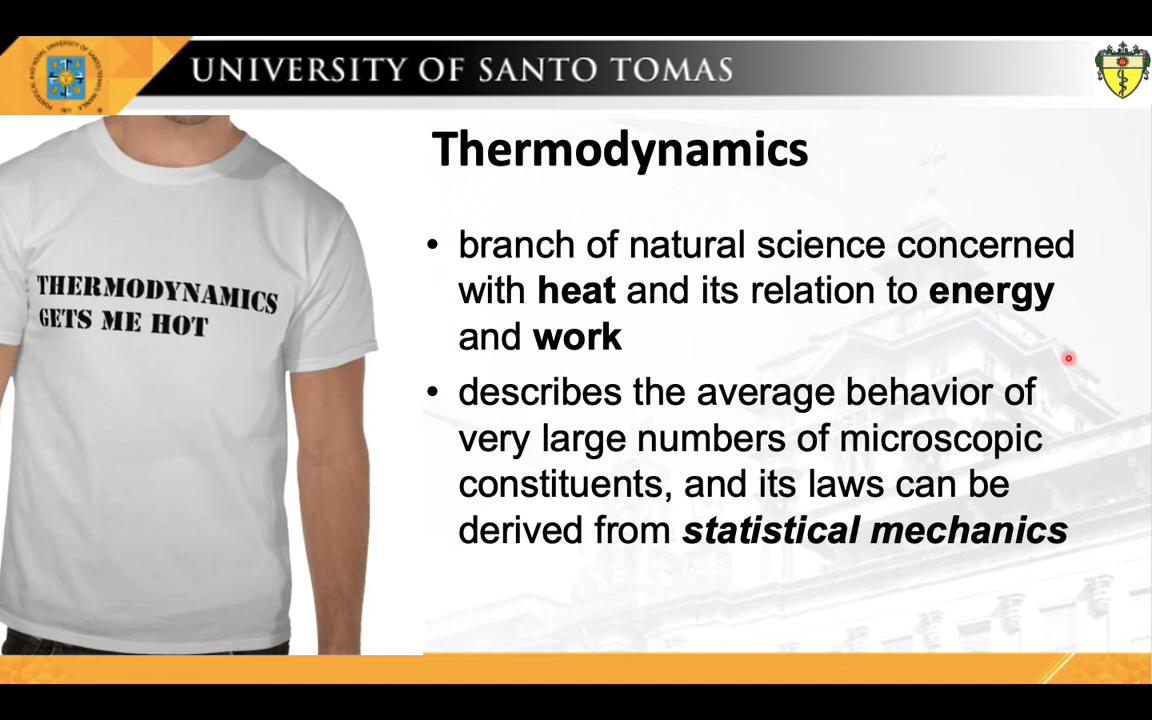 UNIVERSITY OF SANTO TOMAS
Thermodynamics
THERMODYNAMICS
GETS ME HOT
• branch of natural science concerned
with heat and its relation to energy
and work
• describes the average behavior of
very large numbers of microscopic
constituents, and its laws can be
derived from statistical mechanics